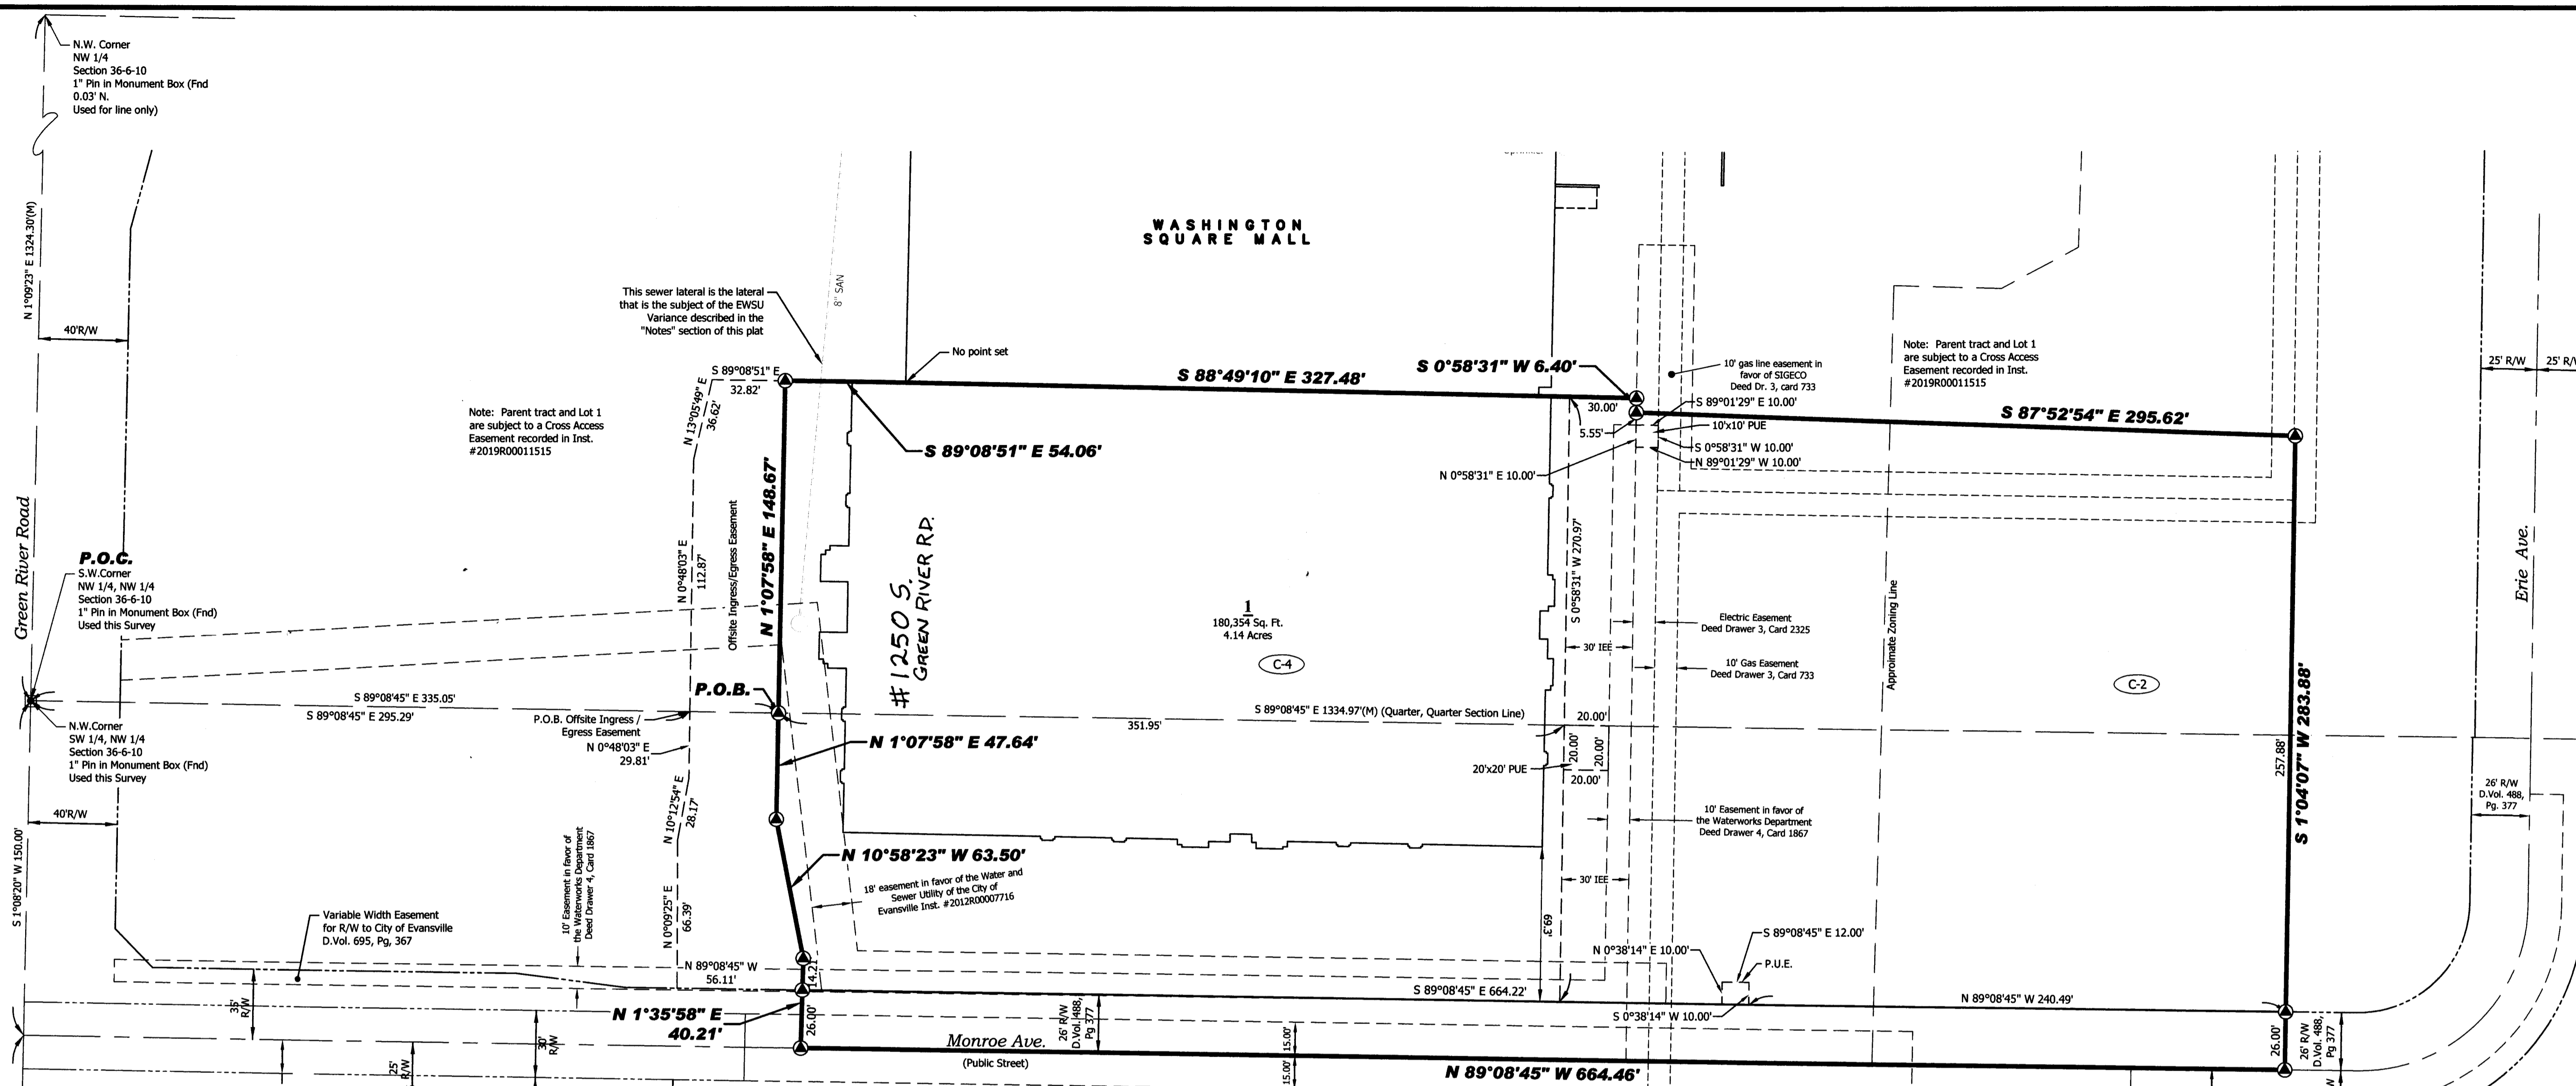 N.W. Corner
NW 1/4
Section 36-6-10
1" Pin in Monument Box (Fnd
0.03' N.
Used for line only)
N 1°09'23" E 1324.30'(M)
40'R/W
Green River Road
P.O.C.
S.W.Corner
NW 1/4, NW 1/4
Section 36-6-10
1" Pin in Monument Box (Fnd)
Used this Survey
N.W.Corner
SW 1/4, NW 1/4
Section 36-6-10
1" Pin in Monument Box (Fnd)
Used this Survey
40'R/W
S 1°08'20" W 150.00'
S 89°08'45" E 335.05'
S 89°08'45" E 295.29'
Variable Width Easement
for R/W to City of Evansville
D.Vol. 695, Pg, 367
35'
R/W
25'
R/W
30'
R/W
Note: Parent tract and Lot 1
are subject to a Cross Access
Easement recorded in Inst.
#2019R00011515
This sewer lateral is the lateral
that is the subject of the EWSU
Variance described in the
"Notes" section of this plat
8" SAN
S 89°08'51" E
32.82'
N 13°05'49" E
36.62'
N 0°48'03" E
112.87'
Offsite Ingress/Egress Easement
N 1°07'58" E 148.67'
P.O.B.
P.O.B. Offsite Ingress /
Egress Easement
N 0°48'03" E
29.81'
N 10°12'54" E
28.17'
N 0°09'25" E
66.39'
10' Easement in favor of
the Waterworks Department
Deed Drawer 4, Card 1867
N 89°08'45" W
56.11'
N 1°35'58" E
40.21'
14.2
26.00'
WASHINGTON
SQUARE MALL
No point set
S 88°49'10" E 327.48'
S 0°58'31" W 6.40'
S 89°08'51" E 54.06'
#1250 S.
GREEN RIVER RD.
1
180,354 Sq. Ft.
4.14 Acres
C-4
N 1°07'58" E 47.64'
351.95'
S 89°08'45" E 1334.97'(M) (Quarter, Quarter Section Line)
N 10°58'23" W 63.50'
18' easement in favor of the Water and
Sewer Utility of the City of
Evansville Inst. #2012R00007716
69.3'
S 89°08'45" E 664.22'
26' R/W
D.Vol. 488,
Pg 377
Monroe Ave.
(Public Street)
15.00'
15.00'
N 89°08'45" W 664.46'
30.00'
5.55'
N 0°58'31" E 10.00'
S 0°58'31" W 270.97'
10' gas line easement in
favor of SIGECO
Deed Dr. 3, card 733
S 89°01'29" E 10.00'
10'x10' PUE
S 0°58'31" W 10.00'
N 89°01'29" W 10.00'
30' IEE
Electric Easement
Deed Drawer 3, Card 2325
10' Gas Easement
Deed Drawer 3, Card 733
20.00'
20.00'
20.00'
20.00'
20'x20' PUE
10' Easement in favor of
the Waterworks Department
Deed Drawer 4, Card 1867
30' IEE
N 0°38'14" E 10.00'
S 89°08'45" E 12.00'
P.U.E.
S 0°38'14" W 10.00'
N 89°08'45" W 240.49'
Note: Parent tract and Lot 1
are subject to a Cross Access
Easement recorded in Inst.
#2019R00011515
S 87°52'54" E 295.62'
Approimate Zoning Line
C-2
S 1°04'07" W 283.88'
257.88'
26.00'
26' R/W
D.Vol. 488,
Pg 377
25' R/W
Erie Ave.
26' R/W
D.Vol. 488,
Pg. 377